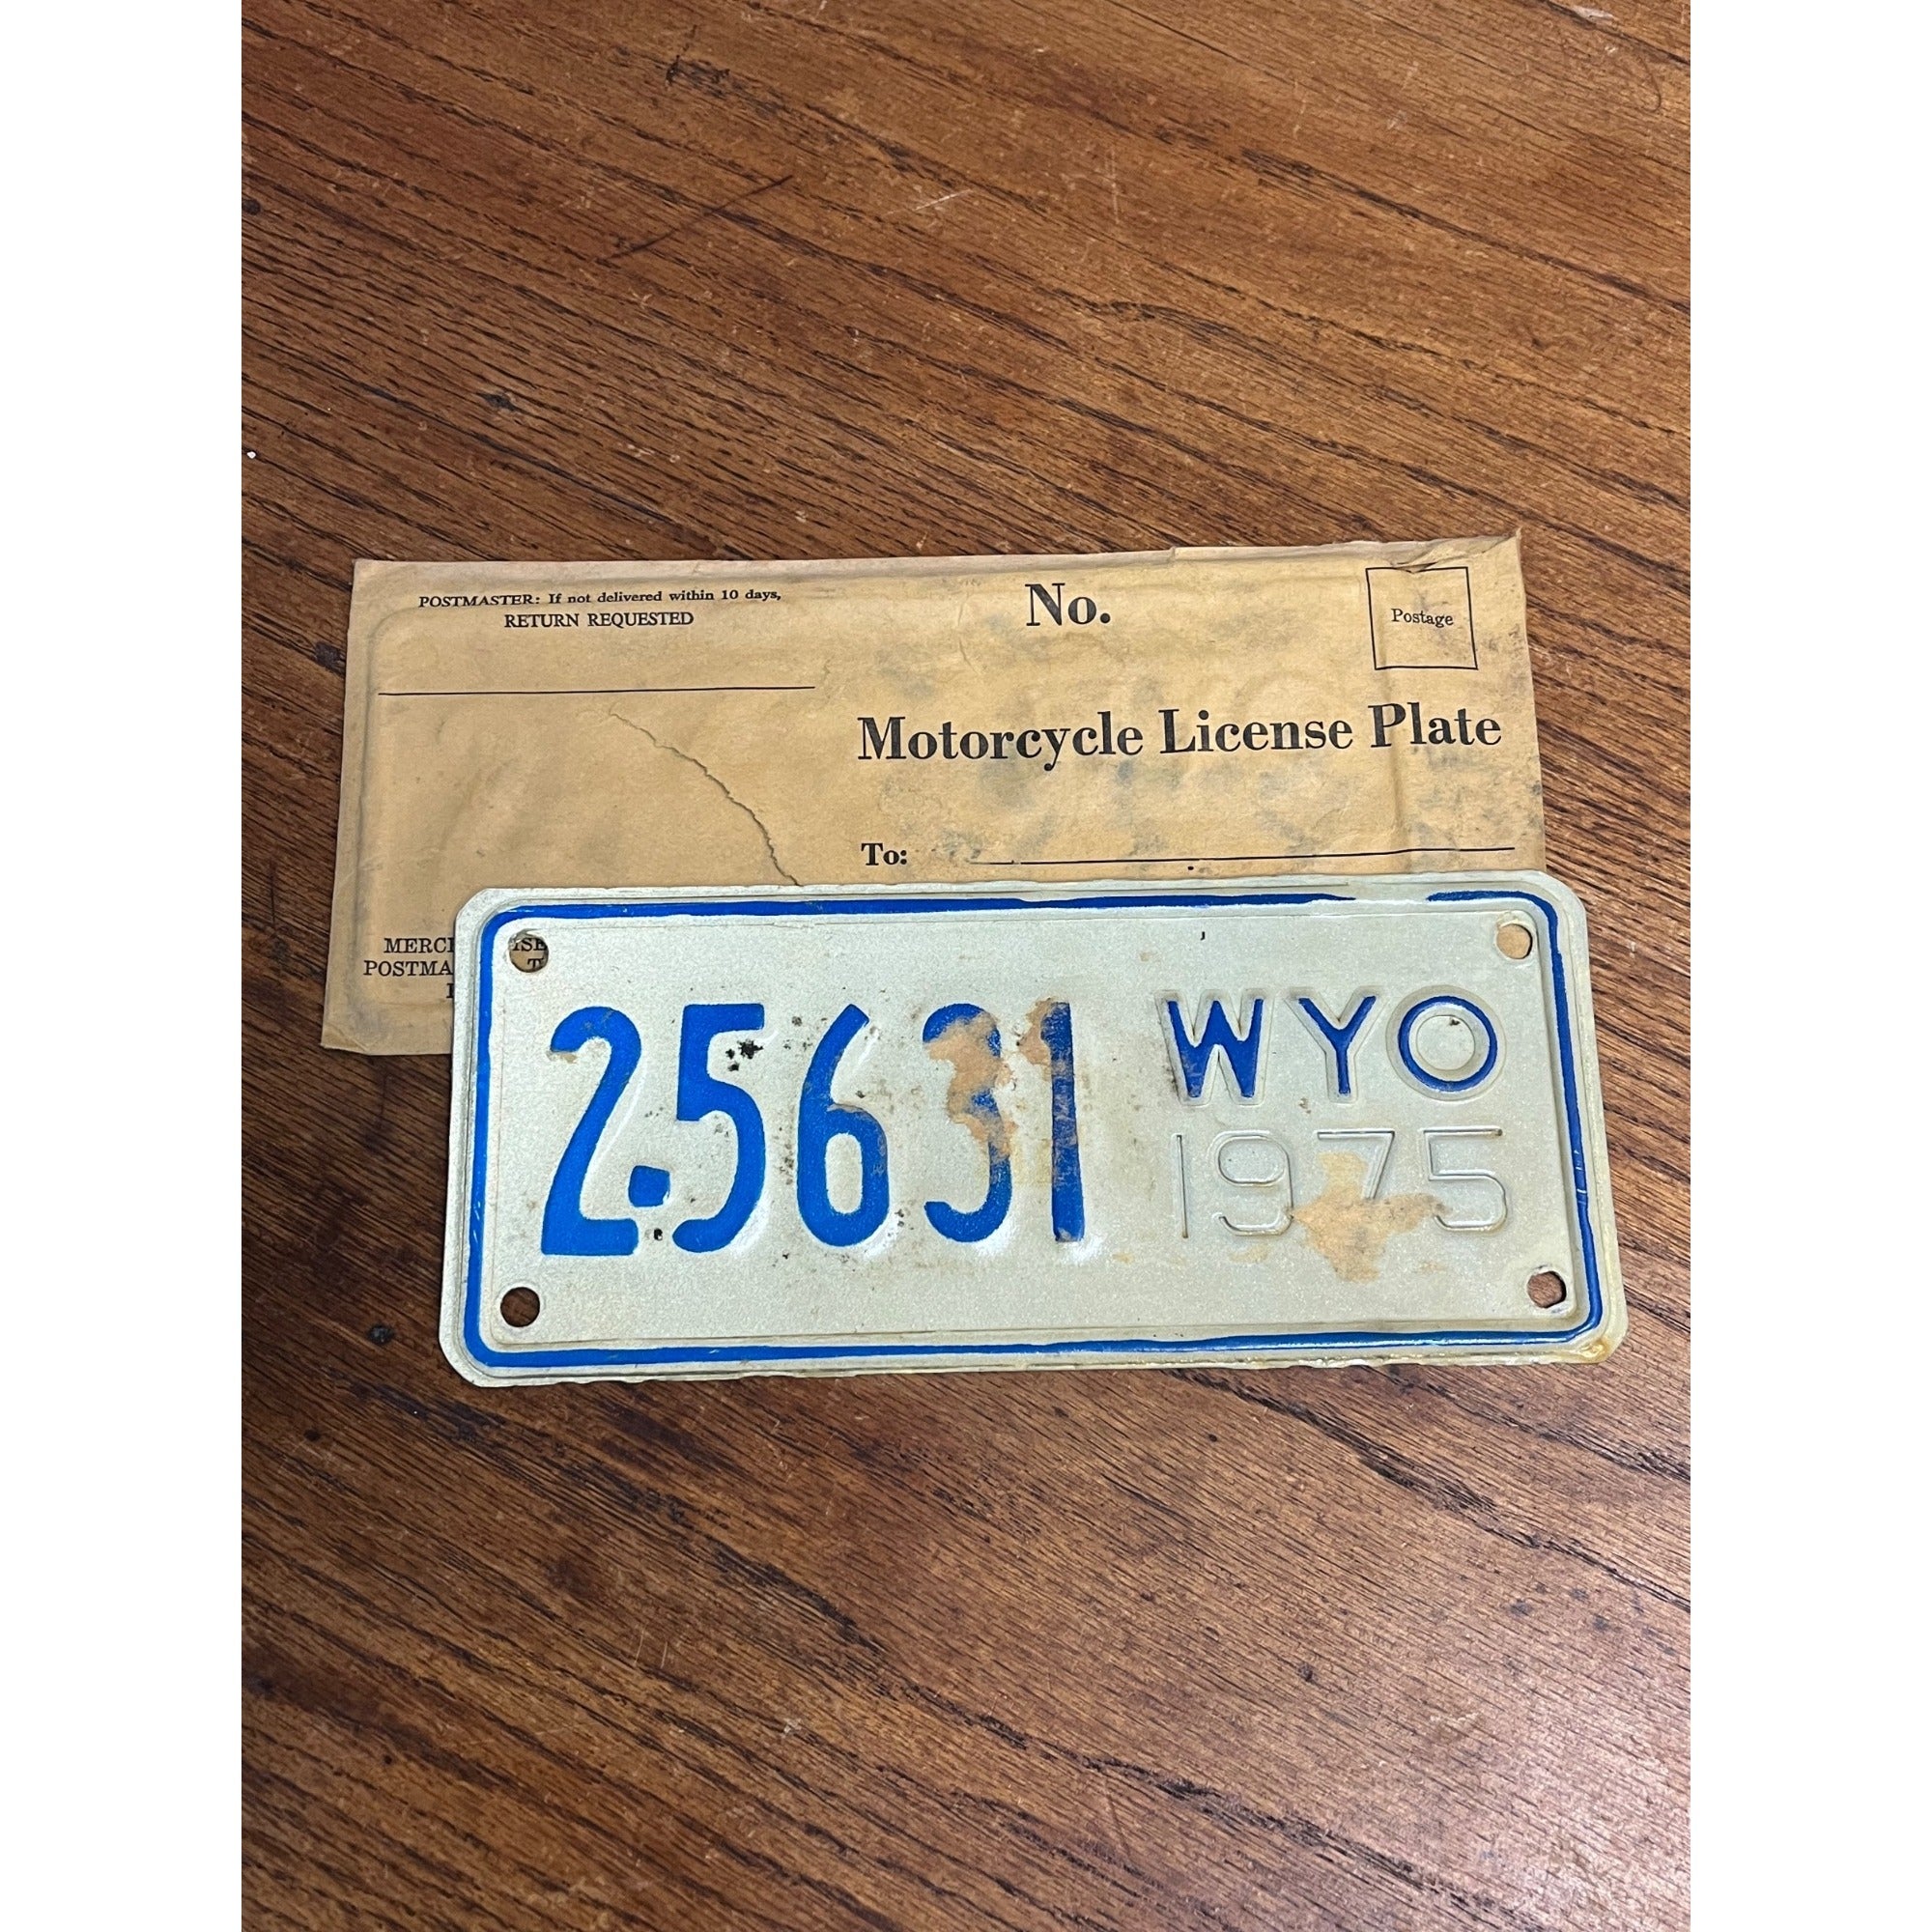 POSTMASTER: If not delivered within 10 days,
RETURN REQUESTED
No.
Postage
Motorcycle License Plate
To:
POSTMA
2.5631 WYO
1975